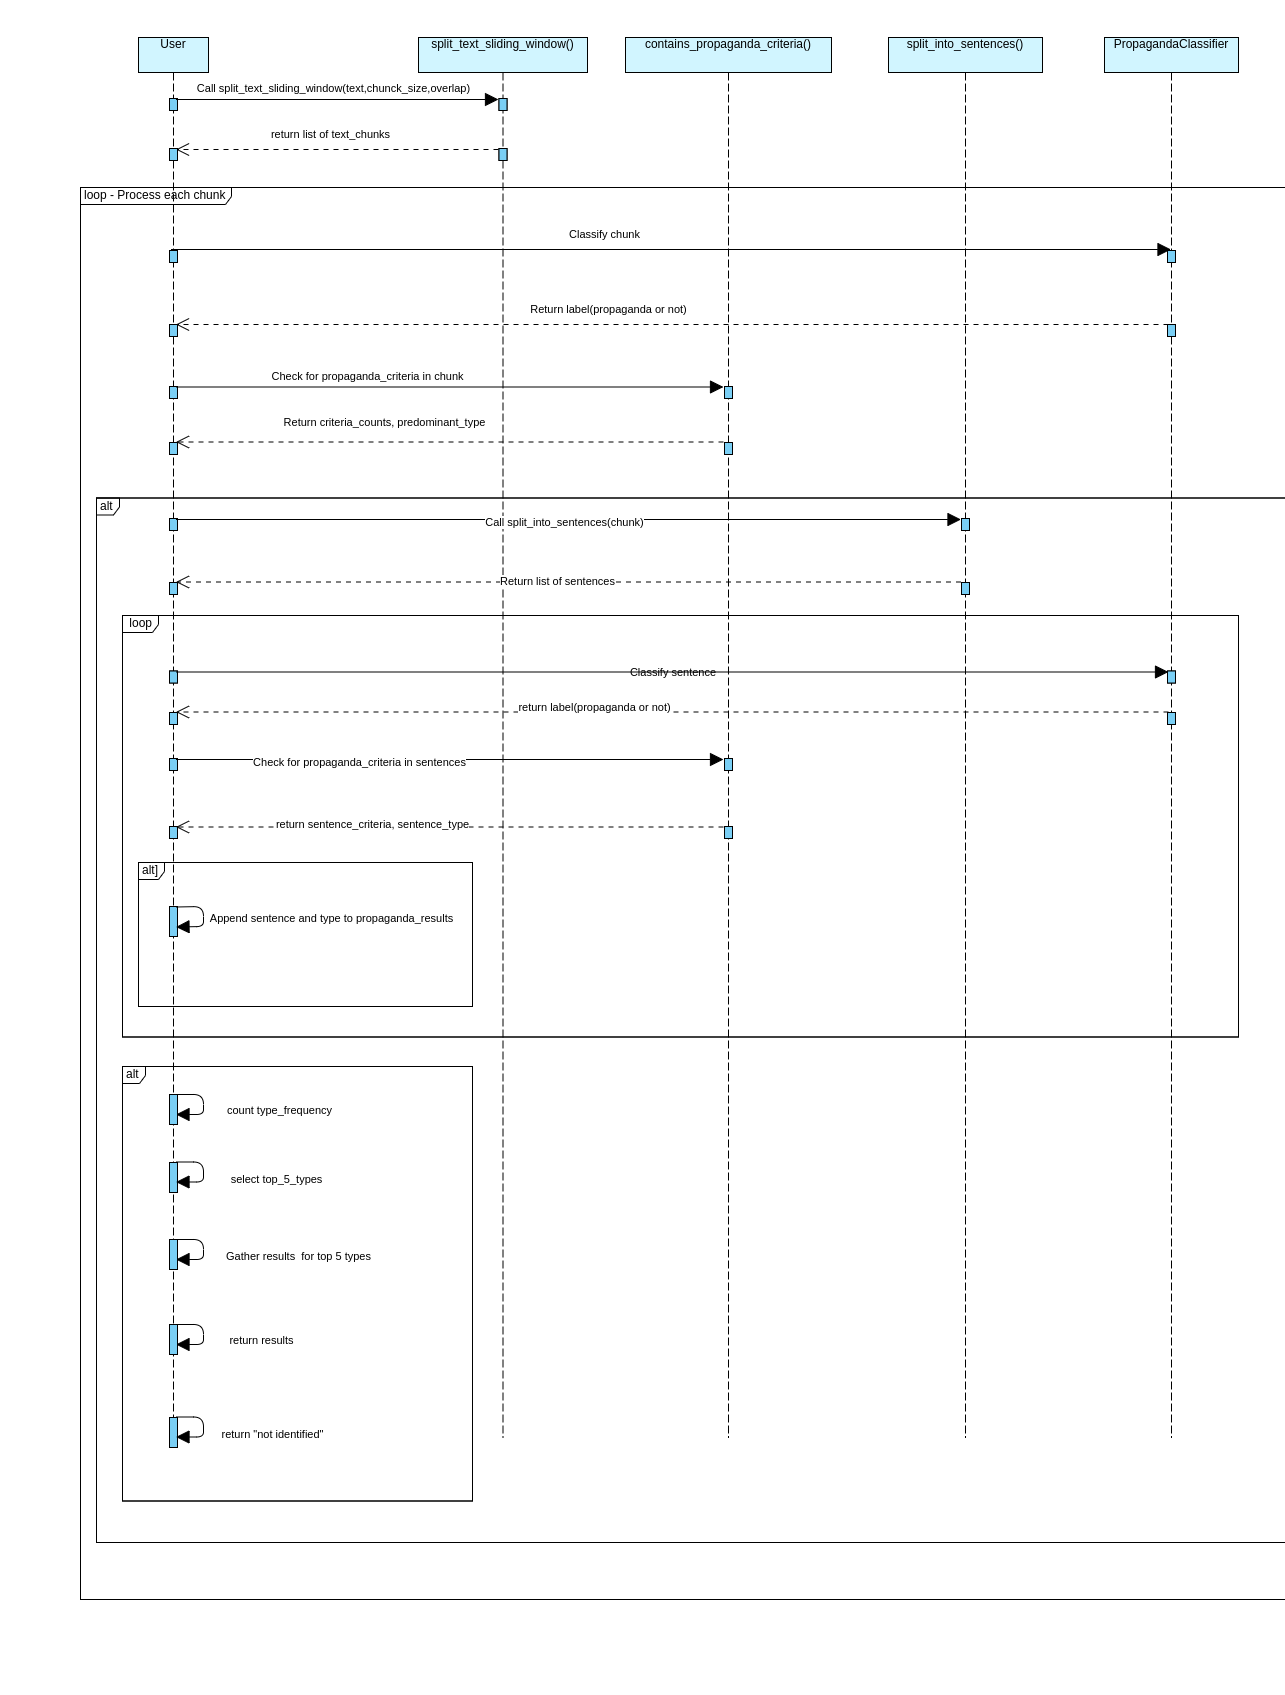 User
split_text_sliding_window()
contains_propaganda_criteria()
split_into_sentences()
PropagandaClassifier
Call split_text_sliding_window(text,chunck_size,overlap)
return list of text_chunks
loop - Process each chunk
Classify chunk
Return label(propaganda or not)
Check for propaganda_criteria in chunk
Return criteria_counts, predominant_type
alt
Call split_into_sentences(chunk)
Return list of sentences
loop
Classify sentence
return label(propaganda or not)
Check for propaganda_criteria in sentences
return sentence_criteria, sentence_type
alt]
Append sentence and type to propaganda_results
alt
count type_frequency
select top_5_types
Gather results  for top 5 types
return results
return "not identified"